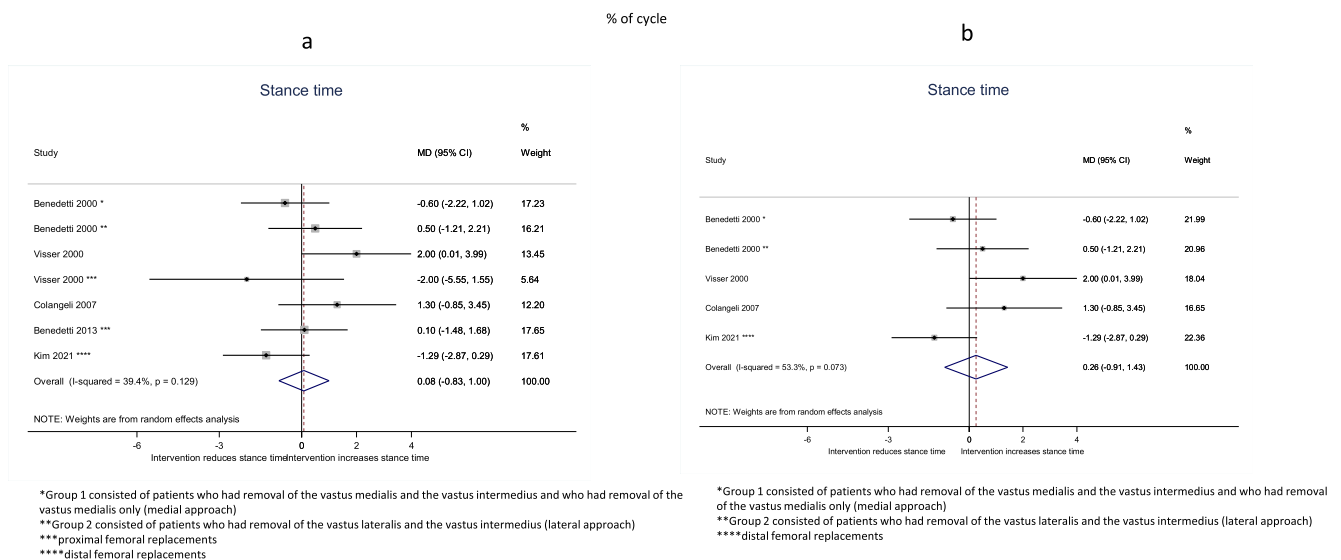 % of cycle
a
Stance time
%
Study MD (95% CI) Weight
Benedetti 2000 * -0.60 (-2.22, 1.02) 17.23
Benedetti 2000 ** 0.50 (-1.21, 2.21) 16.21
Visser 2000 2.00 (0.01, 3.99) 13.45
Visser 2000 *** -2.00 (-5.55, 1.55) 5.64
Colangeli 2007 1.30 (-0.85, 3.45) 12.20
Benedetti 2013 *** 0.10 (-1.48, 1.68) 17.65
Kim 2021 **** -1.29 (-2.87, 0.29) 17.61
Overall (I-squared = 39.4%, p = 0.129) 0.08 (-0.83, 1.00) 100.00
NOTE: Weights are from random effects analysis
-6 -3 0 2 4
Intervention reduces stance time Intervention increases stance time
*Group 1 consisted of patients who had removal of the vastus medialis and the vastus intermedius and who had removal of the
vastus medialis only (medial approach)
**Group 2 consisted of patients who had removal of the vastus lateralis and the vastus intermedius (lateral approach)
***proximal femoral replacements
****distal femoral replacements
b
Stance time
%
Study MD (95% CI) Weight
Benedetti 2000 * -0.60 (-2.22, 1.02) 21.99
Benedetti 2000 ** 0.50 (-1.21, 2.21) 20.96
Visser 2000 2.00 (0.01, 3.99) 18.04
Colangeli 2007 1.30 (-0.85, 3.45) 16.65
Kim 2021 **** -1.29 (-2.87, 0.29) 22.36
Overall (I-squared = 53.3%, p = 0.073) 0.26 (-0.91, 1.43) 100.00
NOTE: Weights are from random effects analysis
-6 -3 0 2 4
Intervention reduces stance time Intervention increases stance time
*Group 1 consisted of patients who had removal of the vastus medialis and the vastus intermedius and who had removal
of the vastus medialis only (medial approach)
**Group 2 consisted of patients who had removal of the vastus lateralis and the vastus intermedius (lateral approach)
****distal femoral replacements